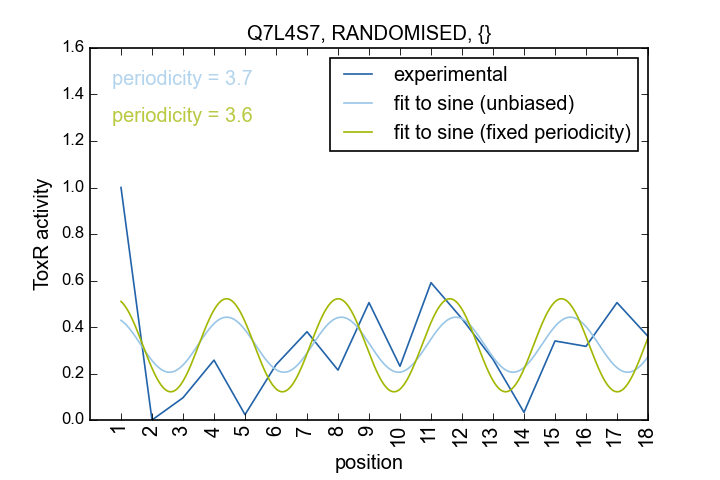 Q7L4S7, RANDOMISED, {}
periodicity = 3.7
periodicity = 3.6
experimental
fit to sine (unbiased)
fit to sine (fixed periodicity)
ToxR activity
1.6
1.4
1.2
1.0
0.8
0.6
0.4
0.2
0.0
1 2 3 4 5 6 7 8 9 10 11 12 13 14 15 16 17 18
position